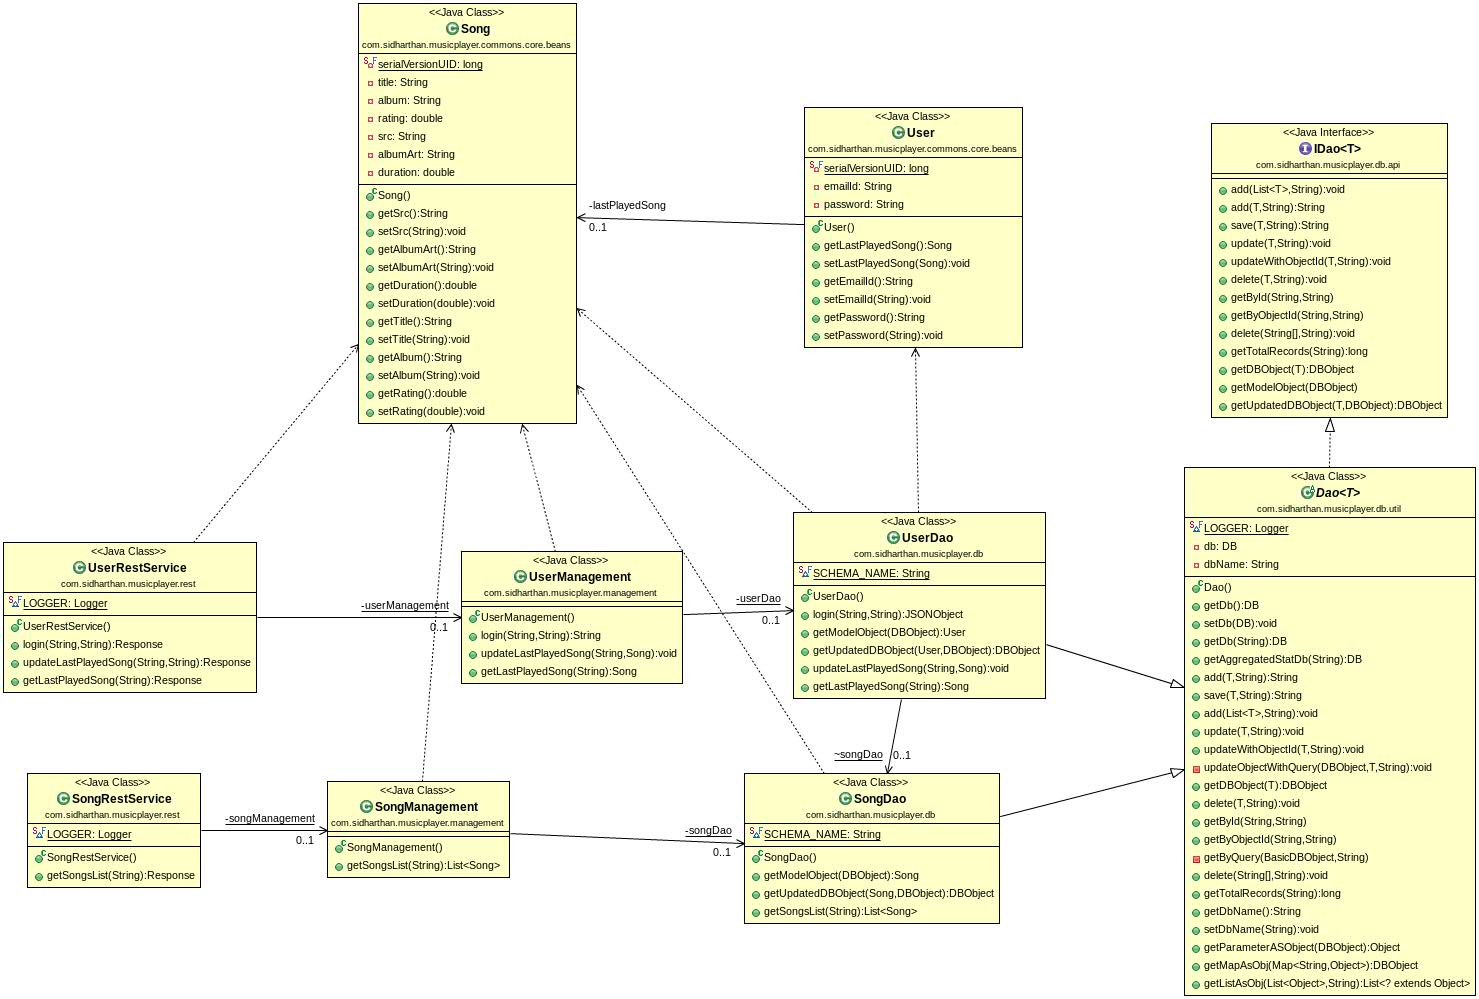 <<Java Class>>
Song
com.sidharthan.musicplayer.commons.core.beans
serialVersionUID: long
title: String
album: String
rating: double
src: String
albumArt: String
duration: double
Song()
getSrc():String
setSrc(String):void
getAlbumArt():String
setAlbumArt(String):void
getDuration():double
setDuration(double):void
getTitle():String
setTitle(String):void
getAlbum():String
setAlbum(String):void
getRating():double
setRating(double):void
-lastPlayedSong
0..1
<<Java Class>>
User
com.sidharthan.musicplayer.commons.core.beans
serialVersionUID: long
emailId: String
password: String
User()
getLastPlayedSong():Song
setLastPlayedSong(Song):void
getEmailId():String
setEmailId(String):void
getPassword():String
setPassword(String):void
<<Java Interface>>
IDao<T>
com.sidharthan.musicplayer.db.api
add(List<T>,String):void
add(T,String):String
save(T,String):String
update(T,String):void
updateWithObjectId(T,String):void
delete(T,String):void
getById(String,String)
getByObjectId(String,String)
delete(String[],String):void
getTotalRecords(String):long
getDBObject(T):DBObject
getModelObject(DBObject)
getUpdatedDBObject(T,DBObject):DBObject
<<Java Class>>
UserRestService
com.sidharthan.musicplayer.rest
LOGGER: Logger
UserRestService()
login(String,String):Response
updateLastPlayedSong(String,String):Response
getLastPlayedSong(String):Response
-userManagement
0..1
<<Java Class>>
UserManagement
com.sidharthan.musicplayer.management
UserManagement()
login(String,String):String
updateLastPlayedSong(String,Song):void
getLastPlayedSong(String):Song
-userDao
0..1
<<Java Class>>
UserDao
com.sidharthan.musicplayer.db
SCHEMA_NAME: String
UserDao()
login(String,String):JSONObject
getModelObject(DBObject):User
getUpdatedDBObject(User,DBObject):DBObject
updateLastPlayedSong(String,Song):void
getLastPlayedSong(String):Song
~songDao
0..1
<<Java Class>>
Dao<T>
com.sidharthan.musicplayer.db.util
LOGGER: Logger
db: DB
dbName: String
Dao()
getDb():DB
setDb(DB):void
getDb(String):DB
getAggregatedStatDb(String):DB
add(T,String):String
save(T,String):String
add(List<T>,String):void
update(T,String):void
updateWithObjectId(T,String):void
updateObjectWithQuery(DBObject,T,String):void
getDBObject(T):DBObject
delete(T,String):void
getById(String,String)
getByObjectId(String,String)
getByQuery(BasicDBObject,String)
delete(String[],String):void
getTotalRecords(String):long
getDbName():String
setDbName(String):void
getParameterASObject(DBObject):Object
getMapAsObj(Map<String,Object>):DBObject
getListAsObj(List<Object>,String):List<? extends Object>
<<Java Class>>
SongRestService
com.sidharthan.musicplayer.rest
LOGGER: Logger
SongRestService()
getSongsList(String):Response
-songManagement
0..1
<<Java Class>>
SongManagement
com.sidharthan.musicplayer.management
SongManagement()
getSongsList(String):List<Song>
-songDao
0..1
<<Java Class>>
SongDao
com.sidharthan.musicplayer.db
SCHEMA_NAME: String
SongDao()
getModelObject(DBObject):Song
getUpdatedDBObject(Song,DBObject):DBObject
getSongsList(String):List<Song>